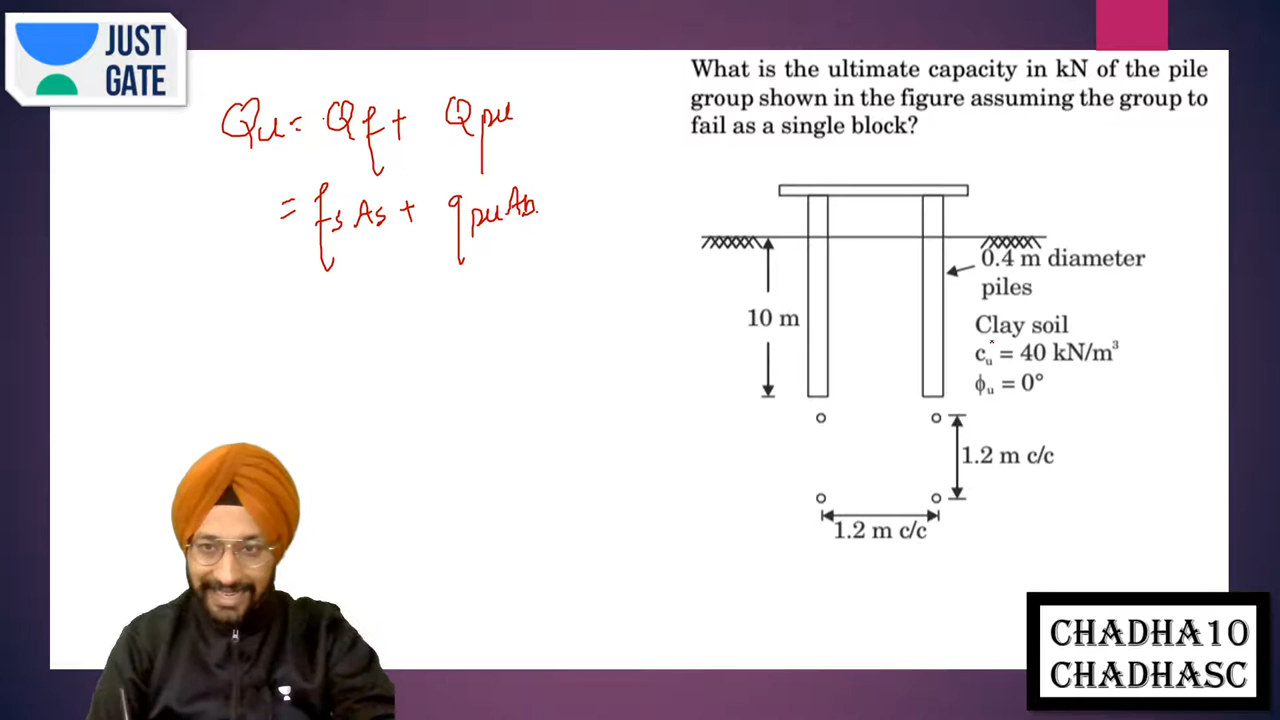 JUST
GATE
Qu = Qf + Qpu
= fs As + qpu Ab.
What is the ultimate capacity in kN of the pile
group shown in the figure assuming the group to
fail as a single block?
0.4 m diameter
piles
10 m
Clay soil
cᵤ = 40 kN/m³
ϕᵤ = 0°
1.2 m c/c
1.2 m c/c
CHADHA10
CHADHASC